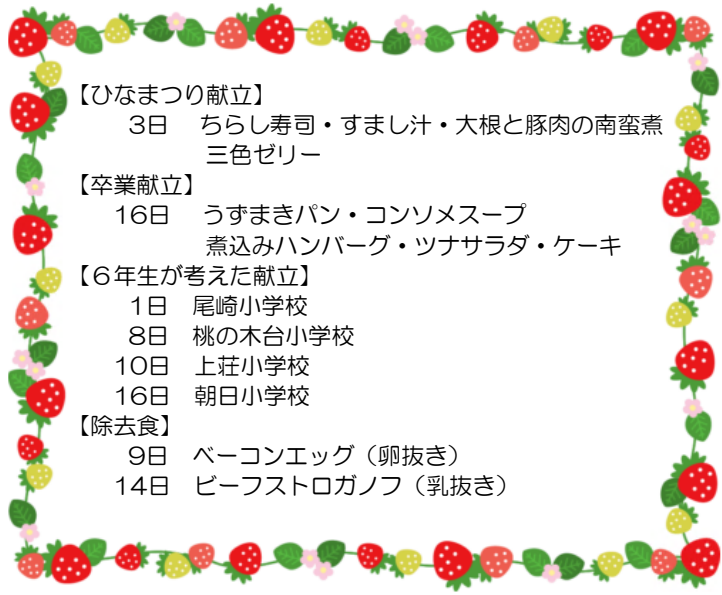 【ひなまつり献立】
3日 ちらし寿司・すまし汁・大根と豚肉の南蛮煮
三色ゼリー
【卒業献立】
16日 うずまきパン・コンソメスープ
煮込みハンバーグ・ツナサラダ・ケーキ
【６年生が考えた献立】
1日 尾崎小学校
8日 桃の木台小学校
10日 上荘小学校
16日 朝日小学校
【除去食】
9日 ベーコンエッグ（卵抜き）
14日 ビーフストロガノフ（乳抜き）